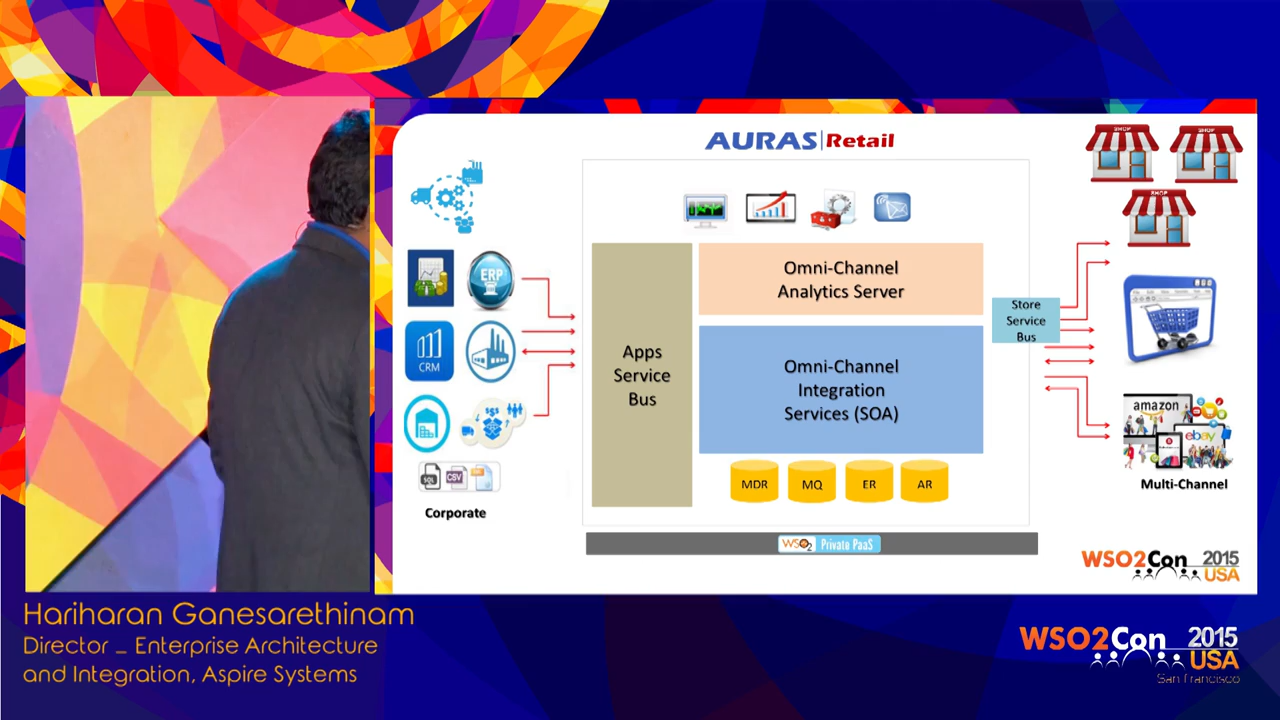 AURAS Retail
SHOP
SHOP
SHOP
ERP
CRM
SQL
CSV
Corporate
Apps
Service
Bus
Omni-Channel
Analytics Server
Omni-Channel
Integration
Services (SOA)
MDR
MQ
ER
AR
WSO2 Private PaaS
Store
Service
Bus
amazon
ebay
Multi-Channel
WSO2Con 2015
USA
Hariharan Ganesarethinam
Director _ Enterprise Architecture
and Integration, Aspire Systems
WSO2Con 2015
USA
San Francisco